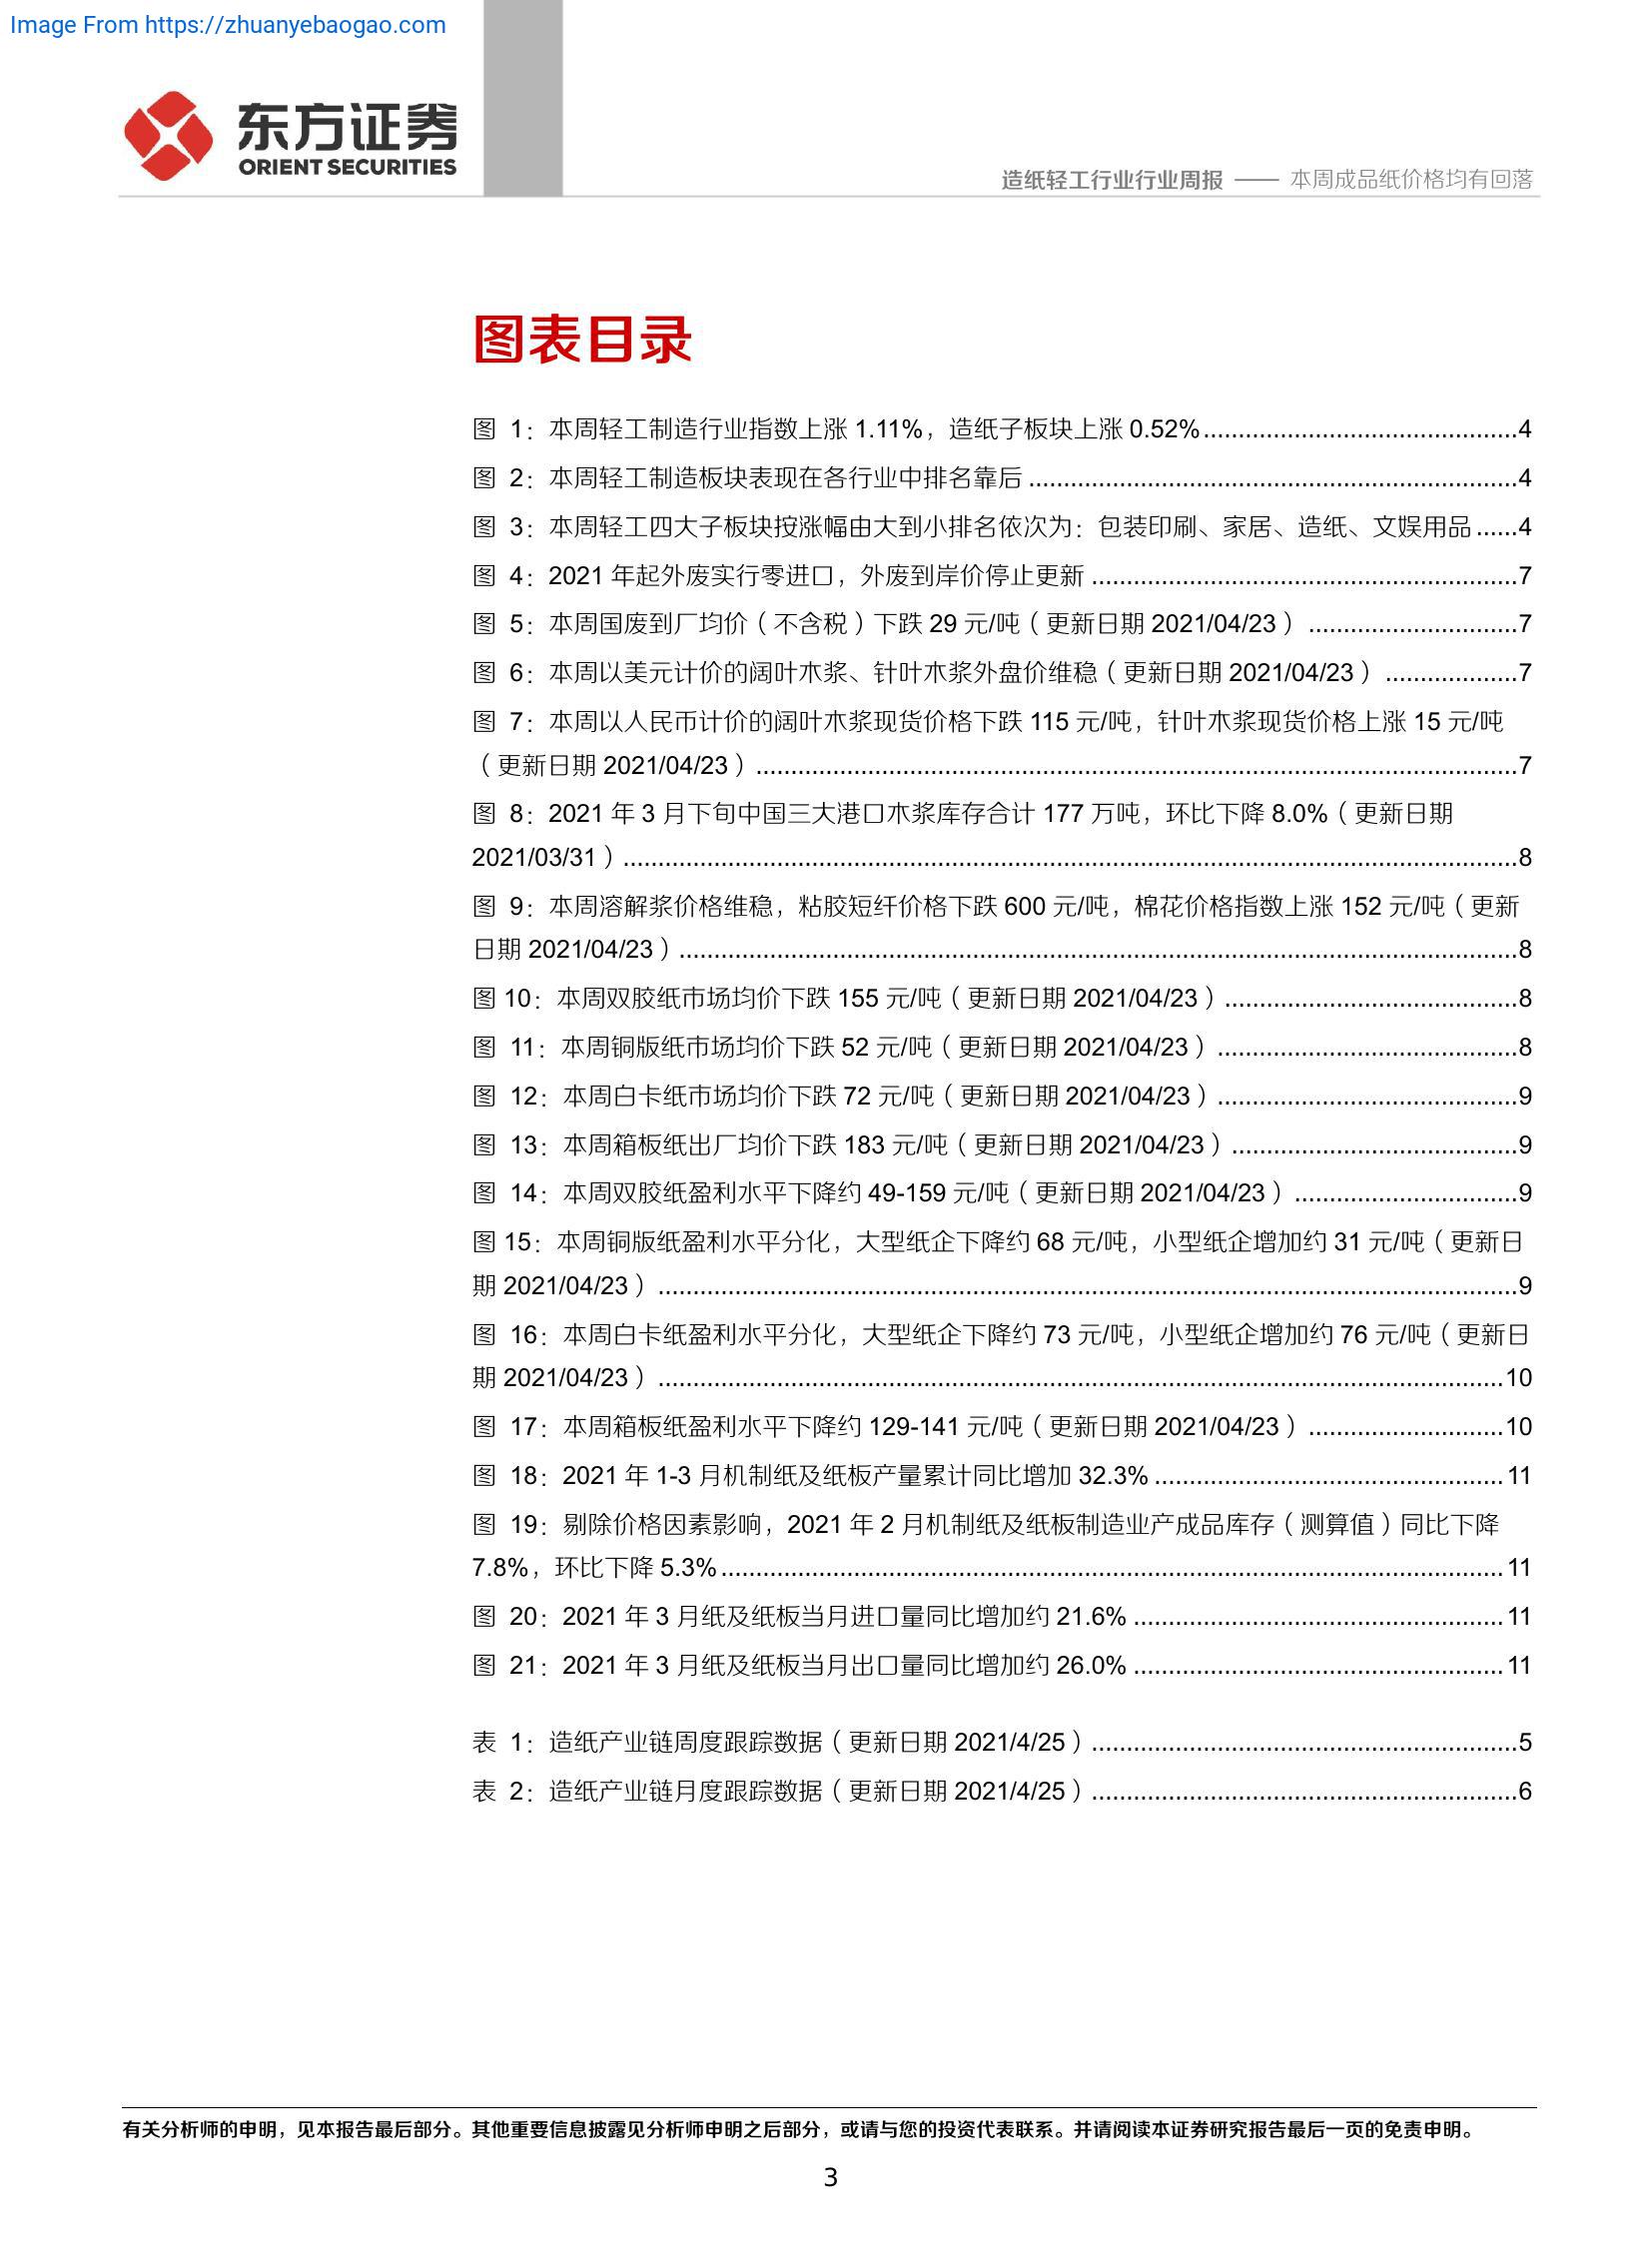 Image From https://zhuanyebaogao.com
东方证券
ORIENT SECURITIES
造纸轻工行业行业周报 —— 本周成品纸价格均有回落
图表目录
图 1：本周轻工制造行业指数上涨 1.11%，造纸子板块上涨 0.52%.............................................4
图 2：本周轻工制造板块表现在各行业中排名靠后 ......................................................................4
图 3：本周轻工四大子板块按涨幅由大到小排名依次为：包装印刷、家居、造纸、文娱用品 ......4
图 4：2021 年起外废实行零进口，外废到岸价停止更新 .............................................................7
图 5：本周国废到厂均价（不含税）下跌 29 元/吨（更新日期 2021/04/23） ..............................7
图 6：本周以美元计价的阔叶木浆、针叶木浆外盘价维稳（更新日期 2021/04/23） ...................7
图 7：本周以人民币计价的阔叶木浆现货价格下跌 115 元/吨，针叶木浆现货价格上涨 15 元/吨
（更新日期 2021/04/23）.............................................................................................................7
图 8：2021 年 3 月下旬中国三大港口木浆库存合计 177 万吨，环比下降 8.0%（更新日期
2021/03/31）................................................................................................................................8
图 9：本周溶解浆价格维稳，粘胶短纤价格下跌 600 元/吨，棉花价格指数上涨 152 元/吨（更新
日期 2021/04/23）........................................................................................................................8
图 10：本周双胶纸市场均价下跌 155 元/吨（更新日期 2021/04/23）..........................................8
图 11：本周铜版纸市场均价下跌 52 元/吨（更新日期 2021/04/23） ...........................................8
图 12：本周白卡纸市场均价下跌 72 元/吨（更新日期 2021/04/23） ...........................................9
图 13：本周箱板纸出厂均价下跌 183 元/吨（更新日期 2021/04/23） .........................................9
图 14：本周双胶纸盈利水平下降约 49-159 元/吨（更新日期 2021/04/23） ................................9
图 15：本周铜版纸盈利水平分化，大型纸企下降约 68 元/吨，小型纸企增加约 31 元/吨（更新日
期 2021/04/23） ...........................................................................................................................9
图 16：本周白卡纸盈利水平分化，大型纸企下降约 73 元/吨，小型纸企增加约 76 元/吨（更新日
期 2021/04/23） .........................................................................................................................10
图 17：本周箱板纸盈利水平下降约 129-141 元/吨（更新日期 2021/04/23） ............................10
图 18：2021 年 1-3 月机制纸及纸板产量累计同比增加 32.3% ..................................................11
图 19：剔除价格因素影响，2021 年 2 月机制纸及纸板制造业产成品库存（测算值）同比下降
7.8%，环比下降 5.3%................................................................................................................11
图 20：2021 年 3 月纸及纸板当月进口量同比增加约 21.6% .....................................................11
图 21：2021 年 3 月纸及纸板当月出口量同比增加约 26.0% .....................................................11
表 1：造纸产业链周度跟踪数据（更新日期 2021/4/25）.............................................................5
表 2：造纸产业链月度跟踪数据（更新日期 2021/4/25）.............................................................6
有关分析师的申明，见本报告最后部分。其他重要信息披露见分析师申明之后部分，或请与您的投资代表联系。并请阅读本证券研究报告最后一页的免责申明。
3